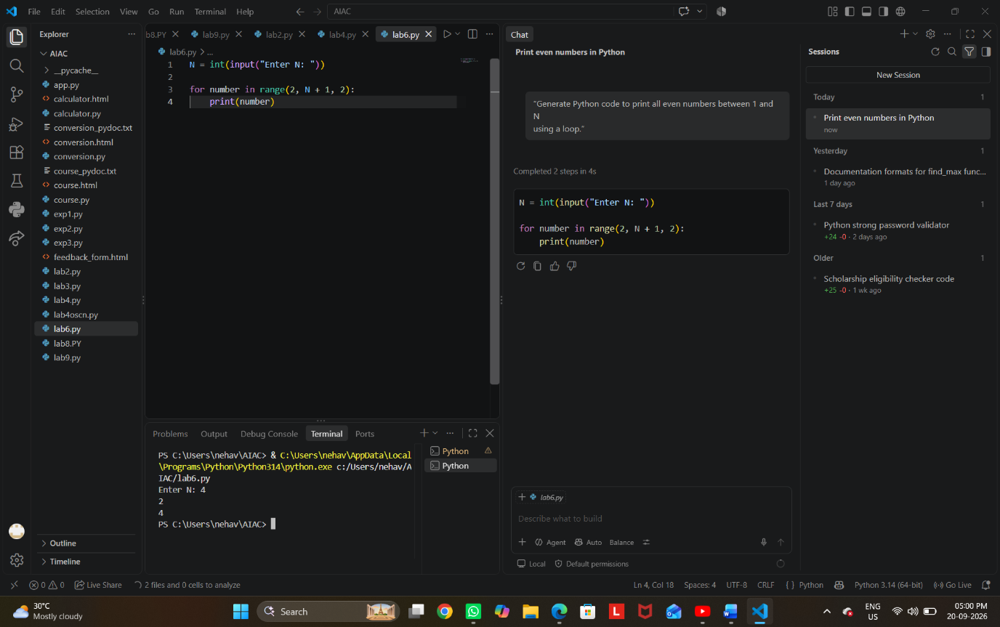 File Edit Selection View Go Run Terminal Help
AIAC
Explorer
AIAC
__pycache__
app.py
calculator.html
calculator.py
conversion_pydoc.txt
conversion.html
conversion.py
course_pydoc.txt
course.html
course.py
exp1.py
exp2.py
exp3.py
feedback_form.html
lab2.py
lab3.py
lab4.py
lab4oscn.py
lab6.py
lab8.PY
lab9.py
Outline
Timeline
b8.PY lab9.py lab2.py lab4.py lab6.py
lab6.py > ...
1 N = int(input("Enter N: "))
2
3 for number in range(2, N + 1, 2):
4 print(number)
Problems Output Debug Console Terminal Ports
PS C:\Users\nehav\AIAC> & C:\Users\nehav\AppData\Local
\Programs\Python\Python314\python.exe c:/Users/nehav/A
IAC/lab6.py
Enter N: 4
2
4
PS C:\Users\nehav\AIAC>
Python
Python
Chat
Print even numbers in Python
"Generate Python code to print all even numbers between 1 and
N
using a loop."
Completed 2 steps in 4s
N = int(input("Enter N: "))
for number in range(2, N + 1, 2):
print(number)
lab6.py
Describe what to build
Agent Auto Balance
Local Default permissions
Sessions
New Session
Today 1
Print even numbers in Python
now
Yesterday 1
Documentation formats for find_max func...
1 day ago
Last 7 days 1
Python strong password validator
+24 -0 · 2 days ago
Older 1
Scholarship eligibility checker code
+25 -0 · 1 wk ago
0 0 Live Share 2 files and 0 cells to analyze
Ln 4, Col 18 Spaces: 4 UTF-8 CRLF { } Python Python 3.14 (64-bit) Go Live
30°C
Mostly cloudy
Search
ENG
US
05:00 PM
20-09-2026